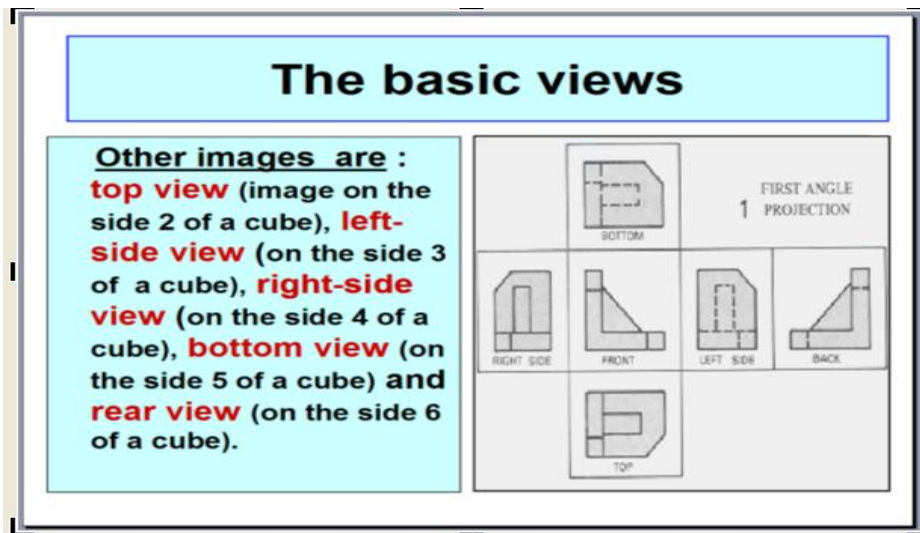 The basic views
Other images are :
top view (image on the
side 2 of a cube), left-
side view (on the side 3
of a cube), right-side
view (on the side 4 of a
cube), bottom view (on
the side 5 of a cube) and
rear view (on the side 6
of a cube).
BOTTOM
FIRST ANGLE
1 PROJECTION
RIGHT SIDE
FRONT
LEFT SIDE
BACK
TOP